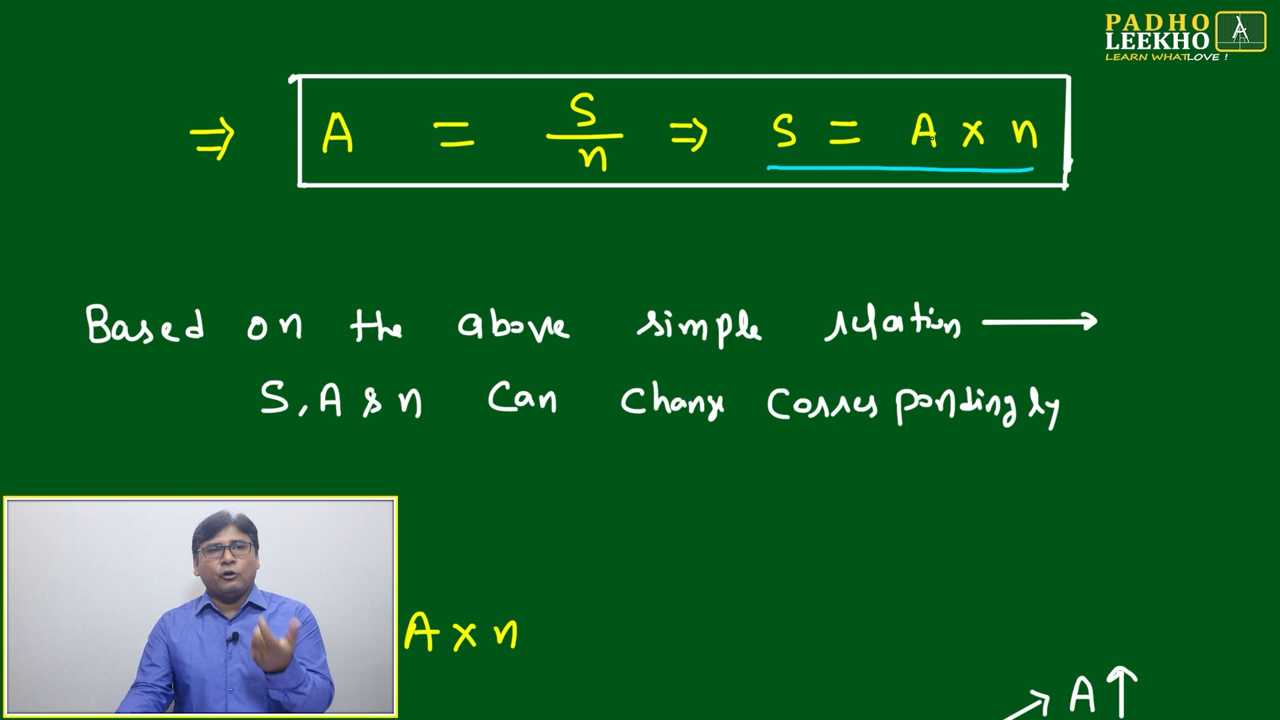 PADHO
LEEKHO
LEARN WHAT LOVE !
⇒ A = S/n ⇒ S = A × n
Based on the above simple relation ⟶
S, A & n Can Change Correspondingly
A × n
→ A ↑